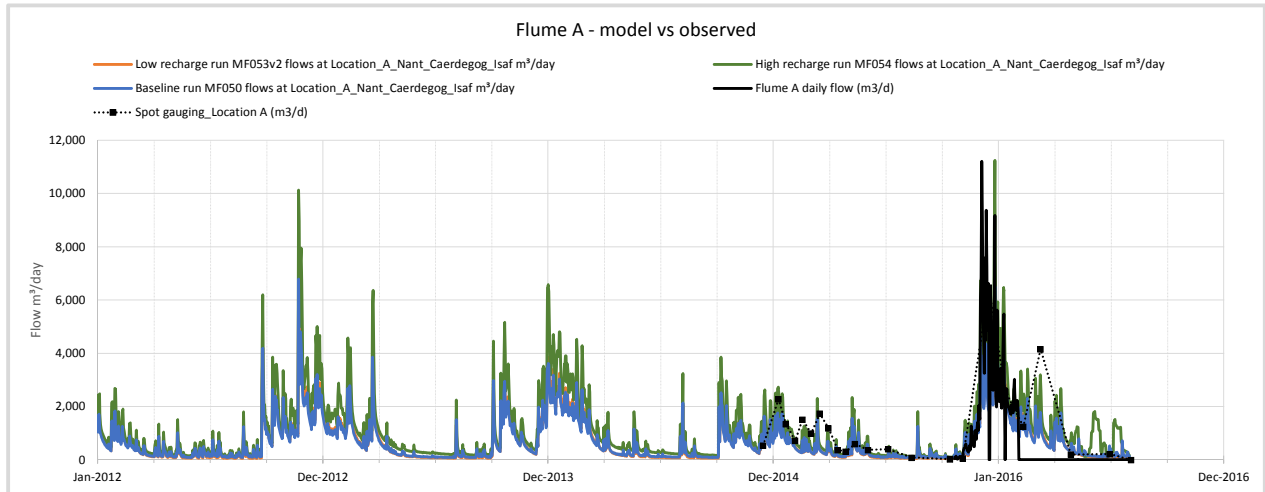 Flume A - model vs observed
Low recharge run MF053v2 flows at Location_A_Nant_Caerdegog_Isaf m³/day
High recharge run MF054 flows at Location_A_Nant_Caerdegog_Isaf m³/day
Baseline run MF050 flows at Location_A_Nant_Caerdegog_Isaf m³/day
Flume A daily flow (m3/d)
Spot gauging_Location A (m3/d)
Flow m³/day
12,000
10,000
8,000
6,000
4,000
2,000
0
Jan-2012 Dec-2012 Dec-2013 Dec-2014 Jan-2016 Dec-2016